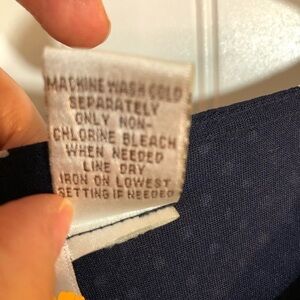 MACHINE WASH COLD
SEPARATELY
ONLY NON-
CHLORINE BLEACH
WHEN NEEDED
LINE DRY
IRON ON LOWEST
SETTING IF NEEDED